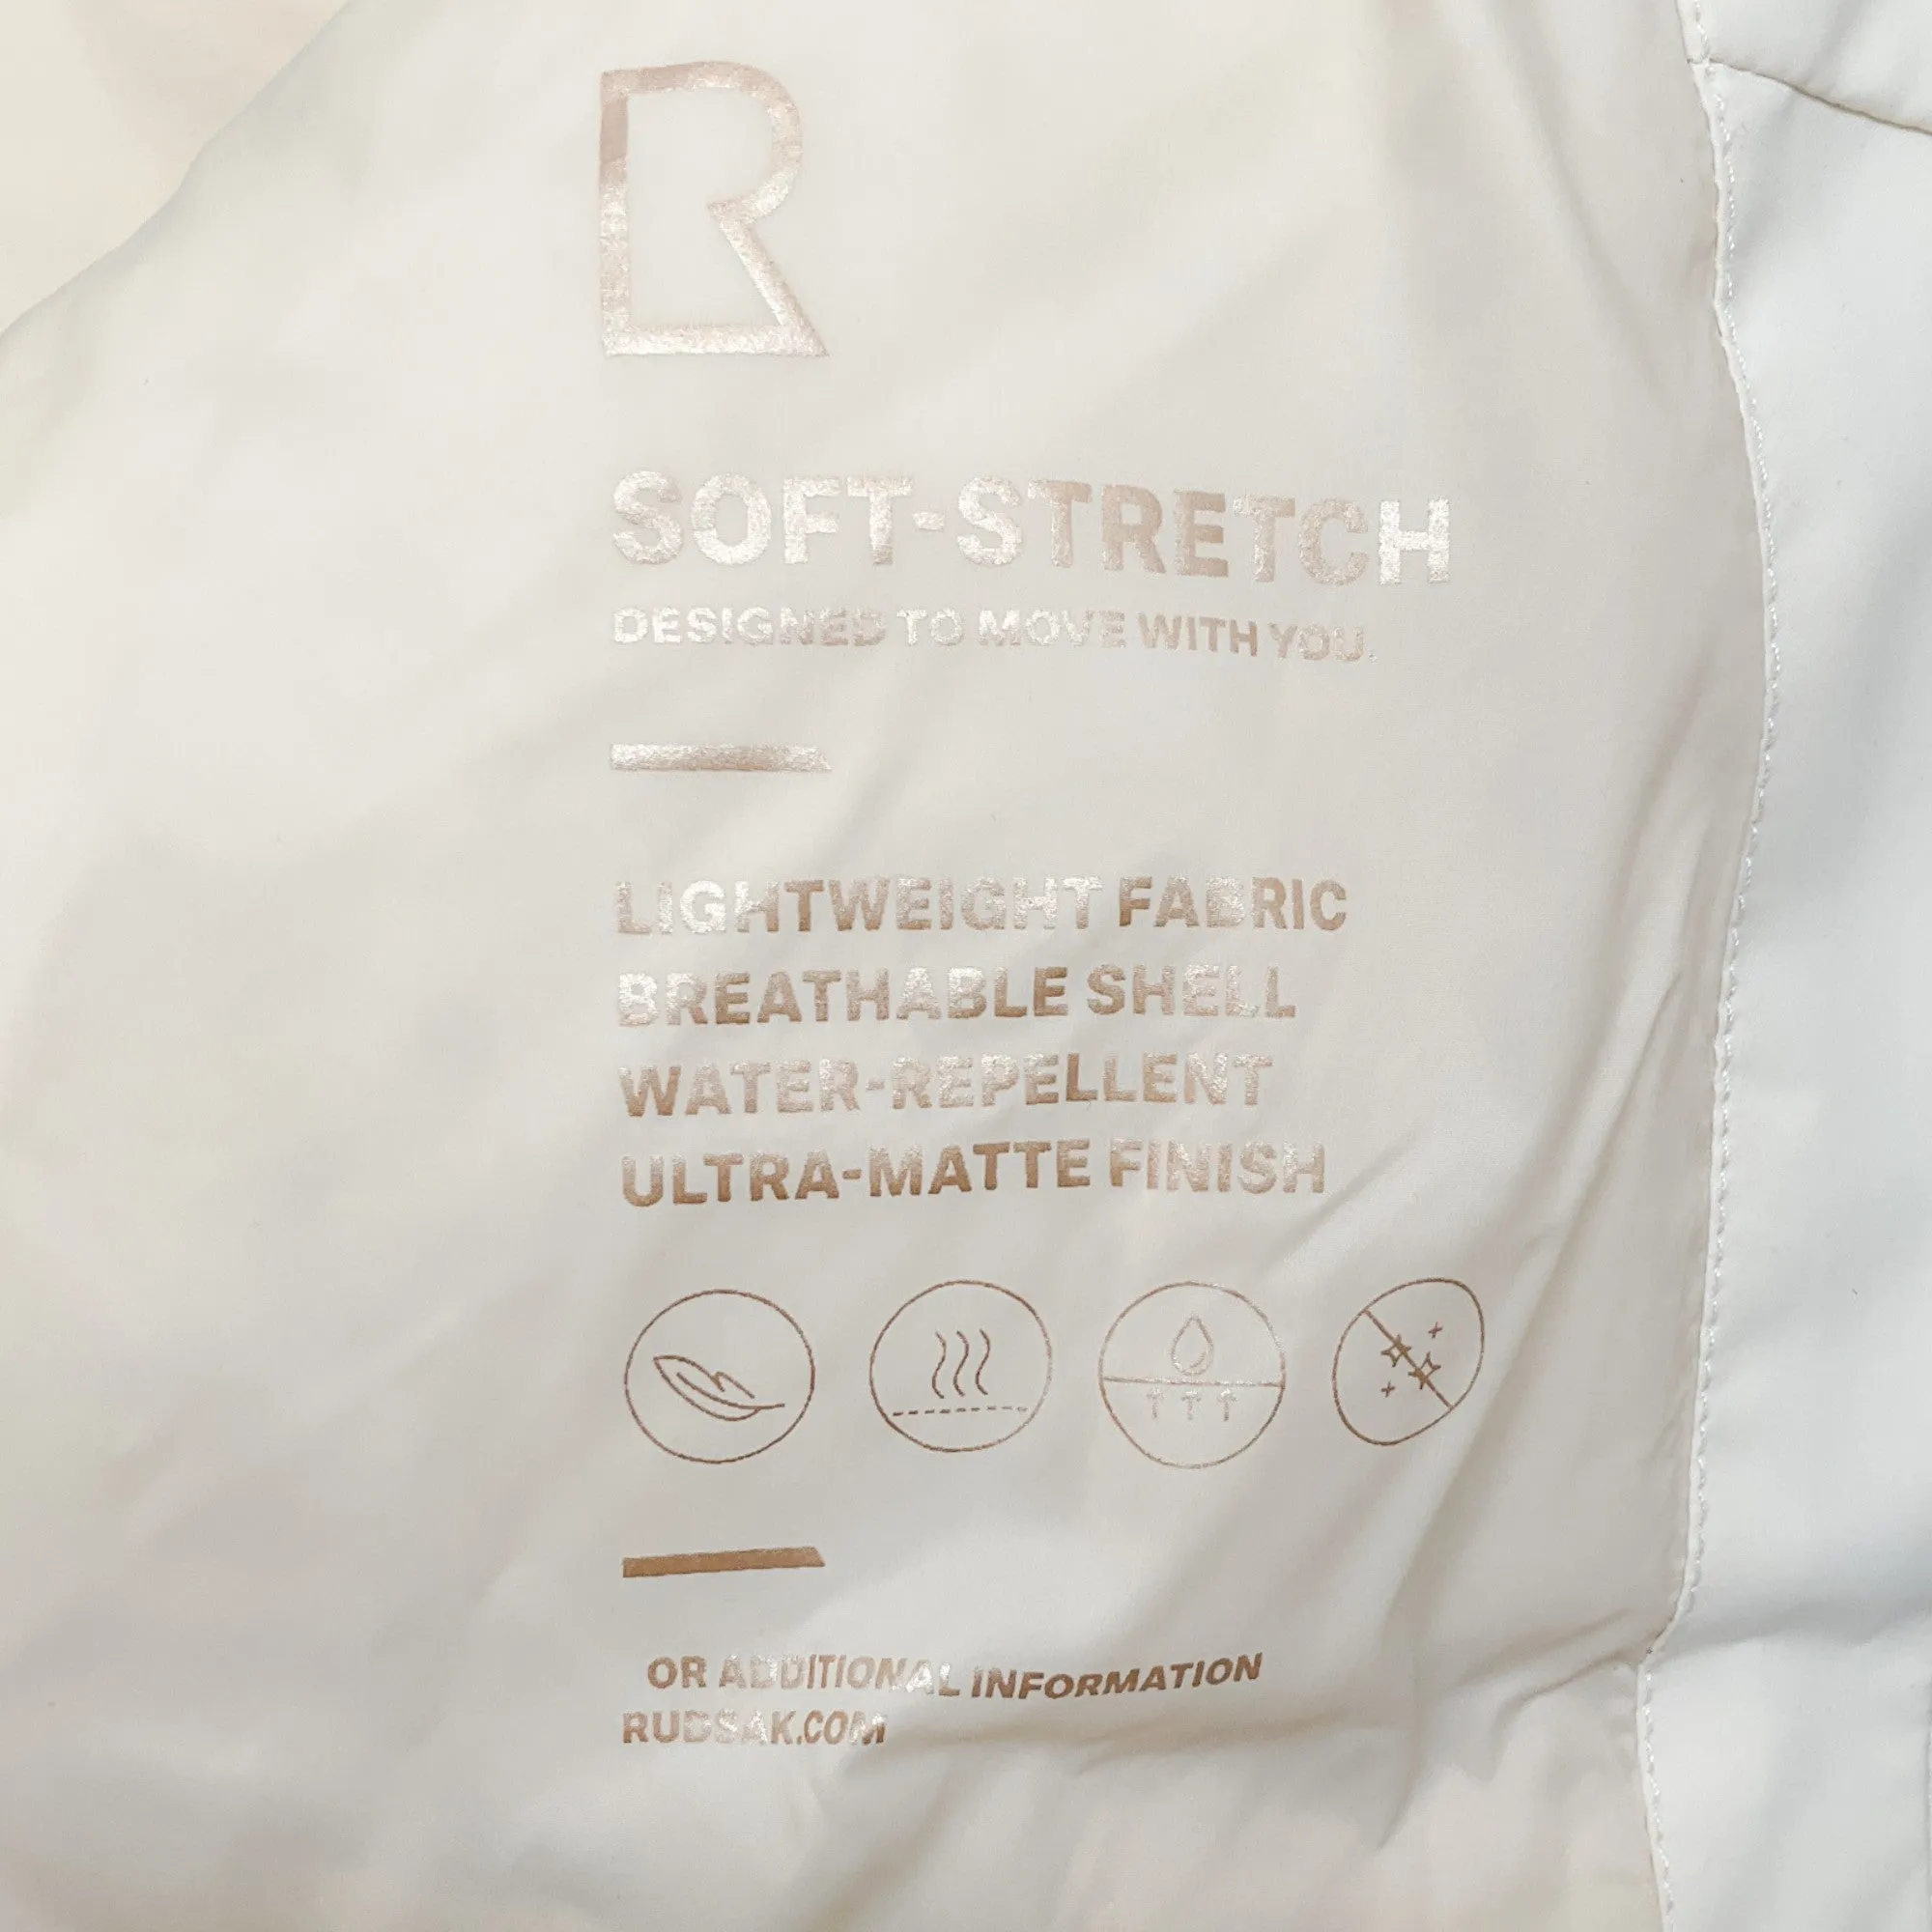 R
SOFT-STRETCH
DESIGNED TO MOVE WITH YOU.
LIGHTWEIGHT FABRIC
BREATHABLE SHELL
WATER-REPELLENT
ULTRA-MATTE FINISH
OR ADDITIONAL INFORMATION
RUDSAK.COM